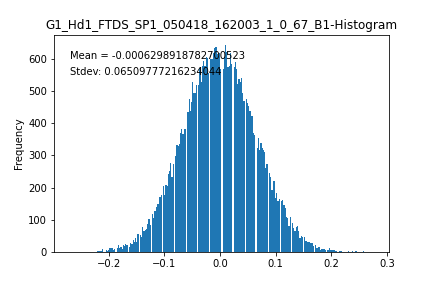 G1_Hd1_FTDS_SP1_050418_162003_1_0_67_B1-Histogram
Mean = -0.0006298918782700523
Stdev: 0.06509777216234044
Frequency
600
500
400
300
200
100
0
−0.2 −0.1 0.0 0.1 0.2 0.3